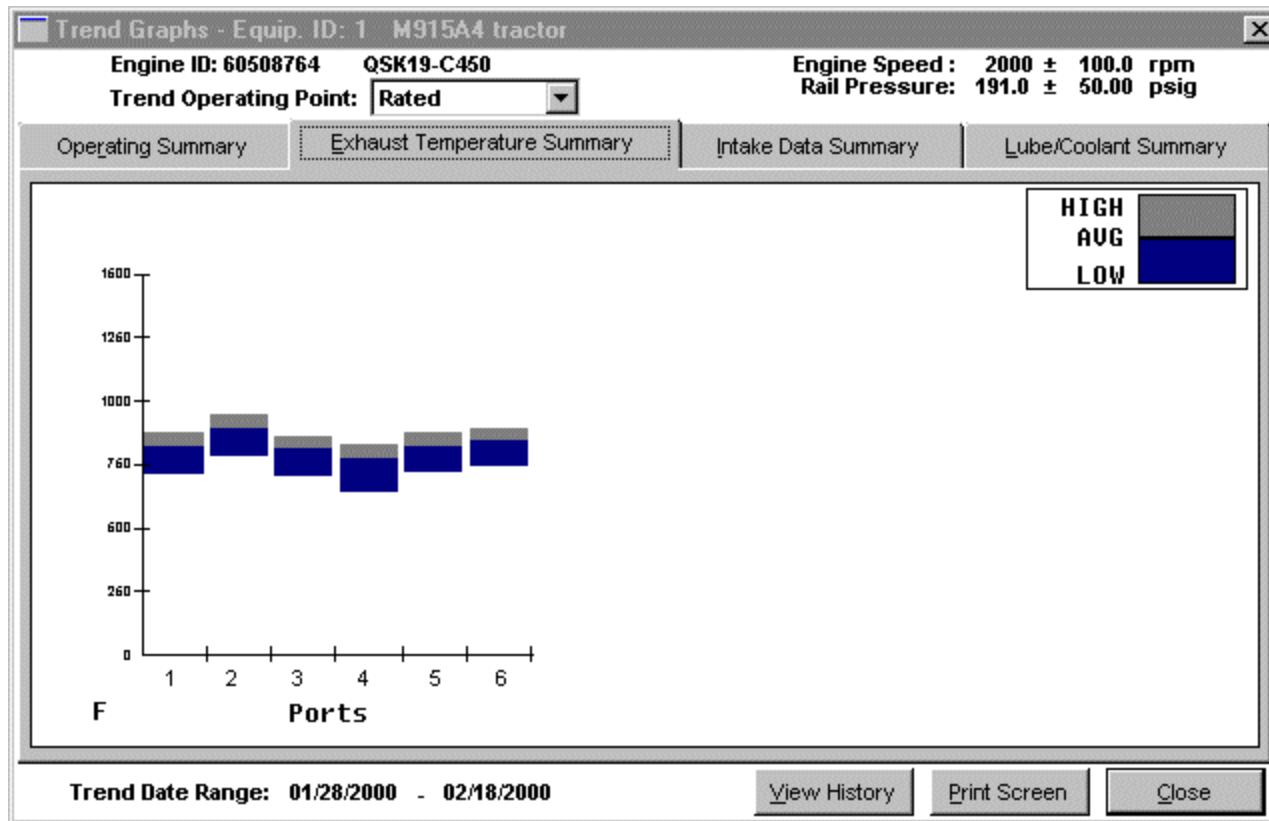 Trend Graphs - Equip. ID: 1 M915A4 tractor
Engine ID: 60508764 QSK19-C450
Engine Speed : 2000 ± 100.0 rpm
Trend Operating Point: Rated
Rail Pressure: 191.0 ± 50.00 psig
Operating Summary
Exhaust Temperature Summary
Intake Data Summary
Lube/Coolant Summary
HIGH
AVG
LOW
1600
1260
1000
760
600
260
0
1 2 3 4 5 6
F Ports
Trend Date Range: 01/28/2000 - 02/18/2000
View History
Print Screen
Close